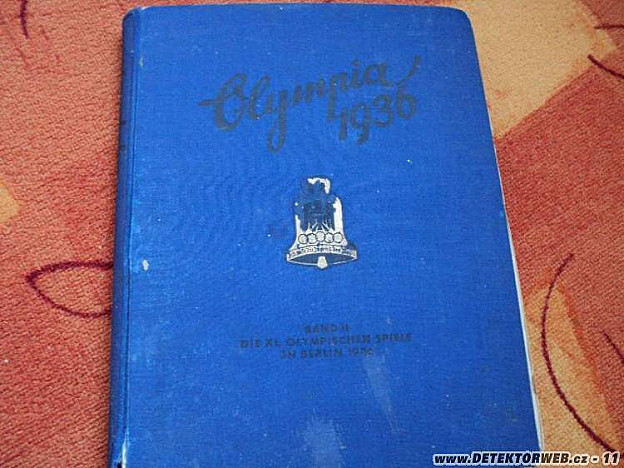 Olympia
1936
BAND II
DIE XI. OLYMPISCHEN SPIELE
IN BERLIN 1936
www.DETEKTORWEB.cz - 11